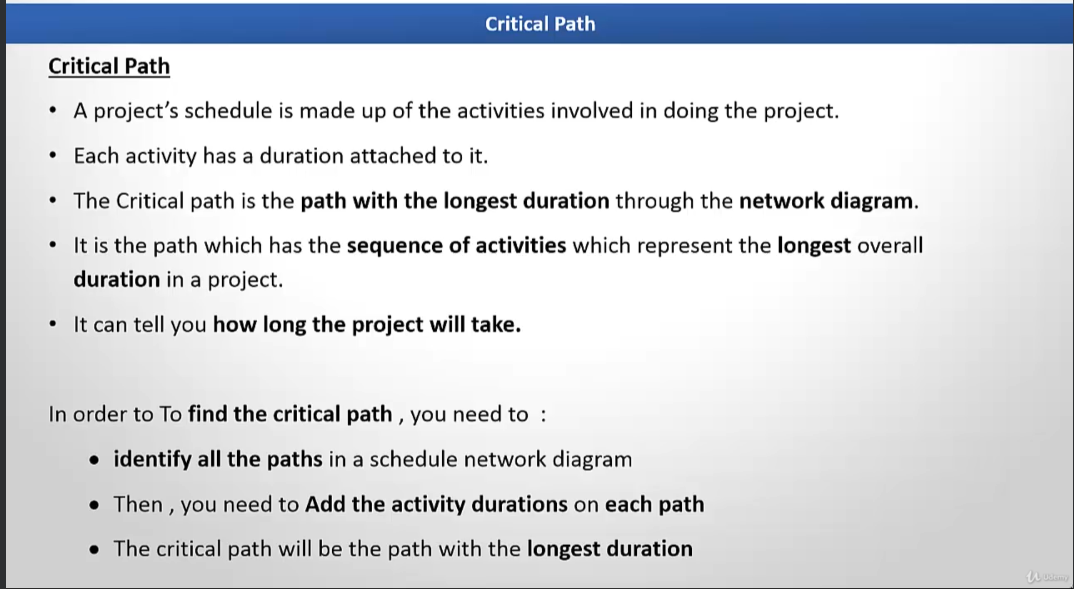 Critical Path
Critical Path
• A project's schedule is made up of the activities involved in doing the project.
• Each activity has a duration attached to it.
• The Critical path is the path with the longest duration through the network diagram.
• It is the path which has the sequence of activities which represent the longest overall
duration in a project.
• It can tell you how long the project will take.
In order to To find the critical path , you need to :
• identify all the paths in a schedule network diagram
• Then , you need to Add the activity durations on each path
• The critical path will be the path with the longest duration
Udemy